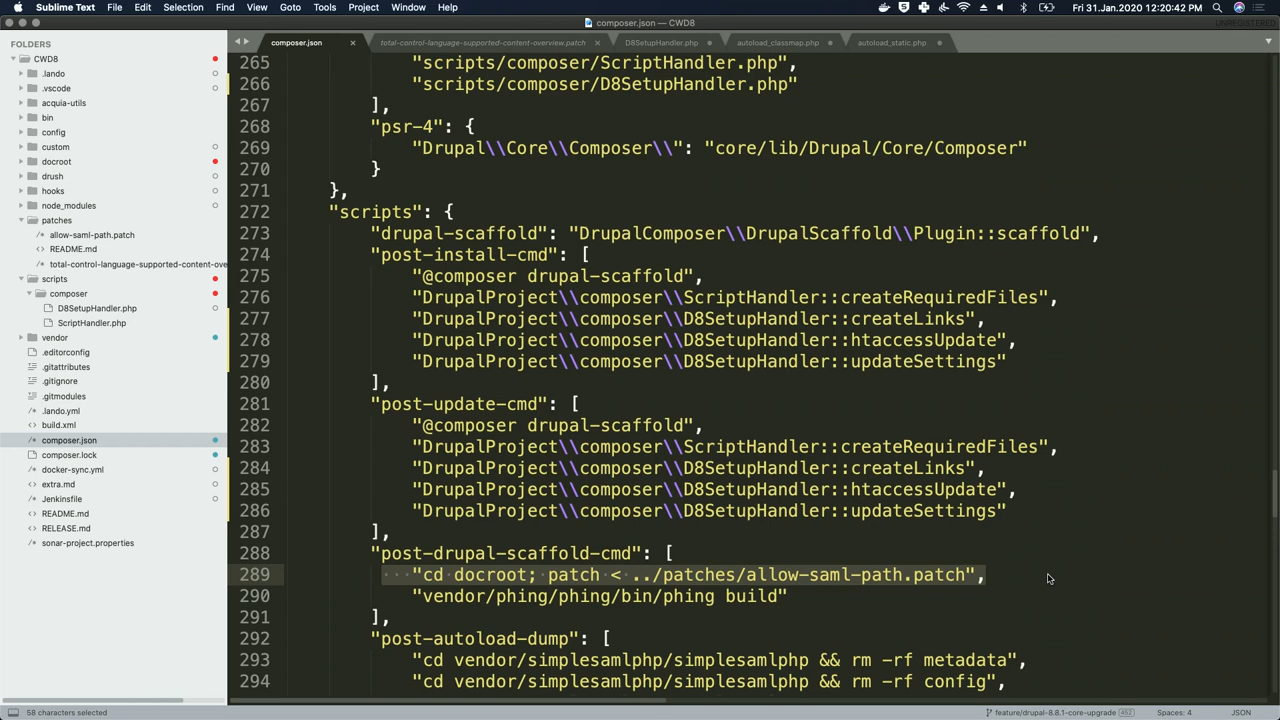 Sublime Text File Edit Selection Find View Goto Tools Project Window Help
Fri 31.Jan.2020 12:20:42 PM
composer.json — CWD8
UNREGISTERED
FOLDERS
CWD8
.lando
.vscode
acquia-utils
bin
config
custom
docroot
drush
hooks
node_modules
patches
allow-saml-path.patch
README.md
total-control-language-supported-content-ove
scripts
composer
D8SetupHandler.php
ScriptHandler.php
vendor
.editorconfig
.gitattributes
.gitignore
.gitmodules
.lando.yml
build.xml
composer.json
composer.lock
docker-sync.yml
extra.md
Jenkinsfile
README.md
RELEASE.md
sonar-project.properties
composer.json total-control-language-supported-content-overview.patch D8SetupHandler.php autoload_classmap.php autoload_static.php
265 "scripts/composer/ScriptHandler.php",
266 "scripts/composer/D8SetupHandler.php"
267 ],
268 "psr-4": {
269 "Drupal\\Core\\Composer\\": "core/lib/Drupal/Core/Composer"
270 }
271 },
272 "scripts": {
273 "drupal-scaffold": "DrupalComposer\\DrupalScaffold\\Plugin::scaffold",
274 "post-install-cmd": [
275 "@composer drupal-scaffold",
276 "DrupalProject\\composer\\ScriptHandler::createRequiredFiles",
277 "DrupalProject\\composer\\D8SetupHandler::createLinks",
278 "DrupalProject\\composer\\D8SetupHandler::htaccessUpdate",
279 "DrupalProject\\composer\\D8SetupHandler::updateSettings"
280 ],
281 "post-update-cmd": [
282 "@composer drupal-scaffold",
283 "DrupalProject\\composer\\ScriptHandler::createRequiredFiles",
284 "DrupalProject\\composer\\D8SetupHandler::createLinks",
285 "DrupalProject\\composer\\D8SetupHandler::htaccessUpdate",
286 "DrupalProject\\composer\\D8SetupHandler::updateSettings"
287 ],
288 "post-drupal-scaffold-cmd": [
289 "cd docroot; patch < ../patches/allow-saml-path.patch",
290 "vendor/phing/phing/bin/phing build"
291 ],
292 "post-autoload-dump": [
293 "cd vendor/simplesamlphp/simplesamlphp && rm -rf metadata",
294 "cd vendor/simplesamlphp/simplesamlphp && rm -rf config",
58 characters selected
feature/drupal-8.8.1-core-upgrade 462
Spaces: 4
JSON